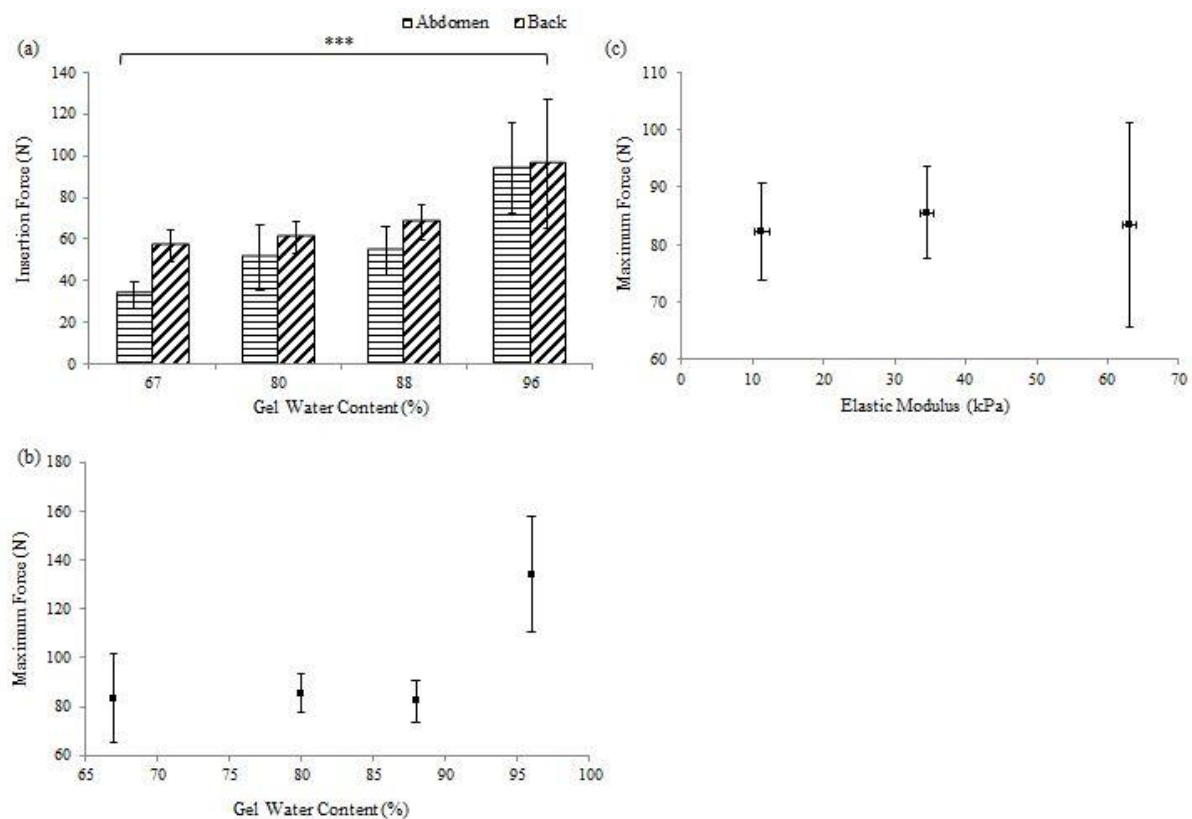 Abdomen Back
(a)
***
Insertion Force (N)
140
120
100
80
60
40
20
0
67 80 88 96
Gel Water Content (%)
(c)
Maximum Force (N)
110
100
90
80
70
60
0 10 20 30 40 50 60 70
Elastic Modulus (kPa)
(b)
Maximum Force (N)
180
160
140
120
100
80
60
65 70 75 80 85 90 95 100
Gel Water Content (%)